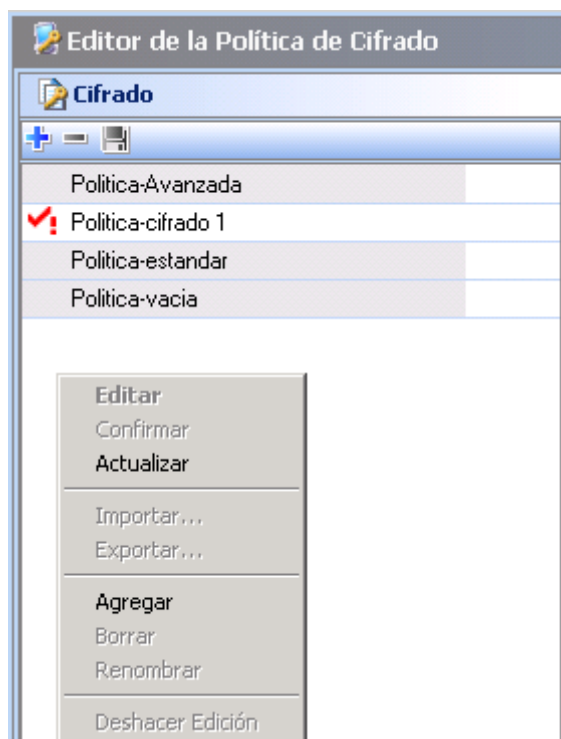 Editor de la Política de Cifrado
Cifrado
Politica-Avanzada
Politica-cifrado 1
Politica-estandar
Politica-vacia
Editar
Confirmar
Actualizar
Importar...
Exportar...
Agregar
Borrar
Renombrar
Deshacer Edición